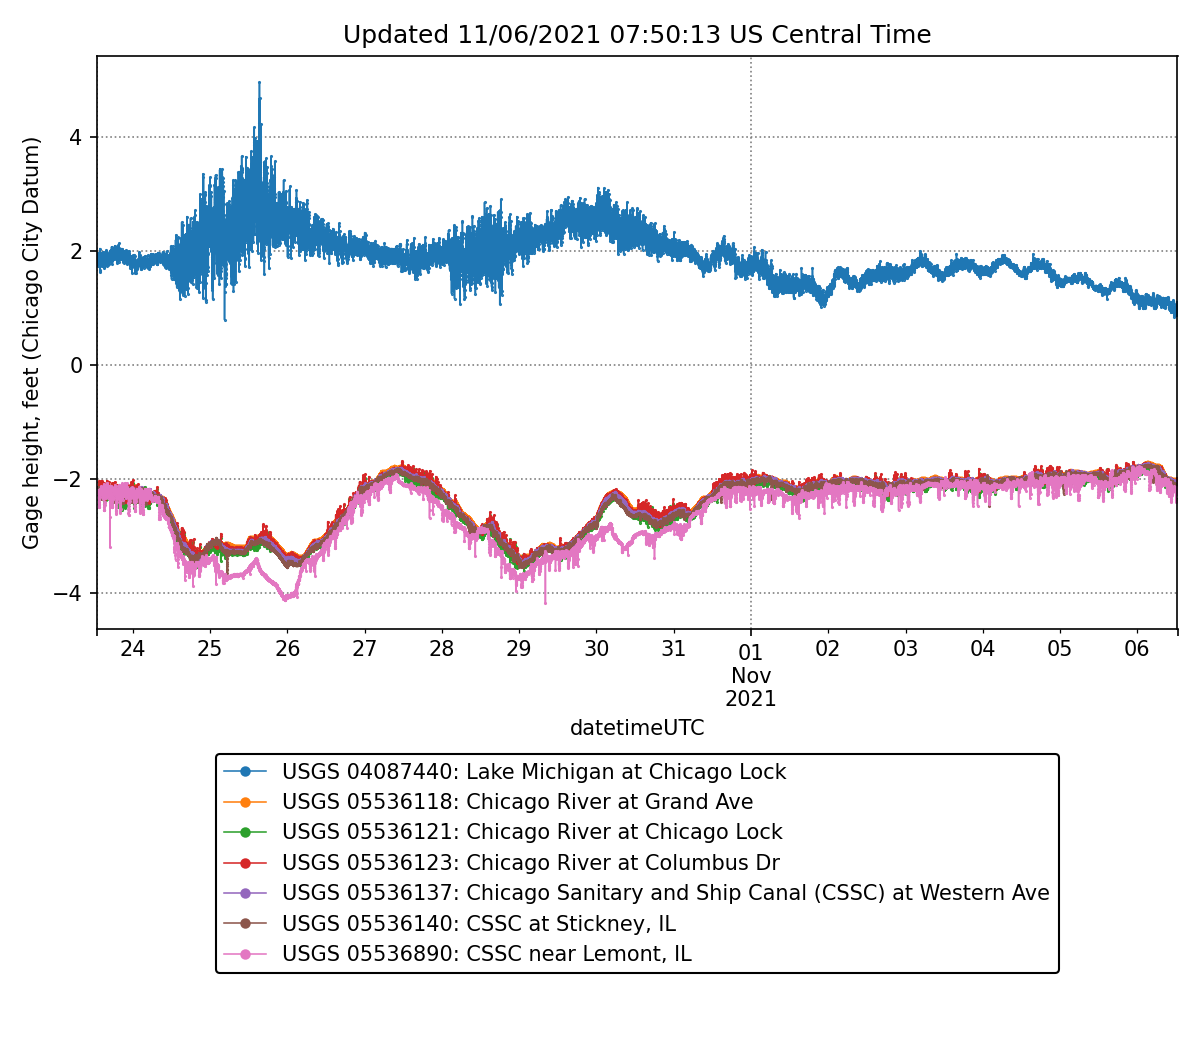 Updated 11/06/2021 07:50:13 US Central Time
Gage height, feet (Chicago City Datum)
4
2
0
−2
−4
24 25 26 27 28 29 30 31 01 02 03 04 05 06
Nov
2021
datetimeUTC
USGS 04087440: Lake Michigan at Chicago Lock
USGS 05536118: Chicago River at Grand Ave
USGS 05536121: Chicago River at Chicago Lock
USGS 05536123: Chicago River at Columbus Dr
USGS 05536137: Chicago Sanitary and Ship Canal (CSSC) at Western Ave
USGS 05536140: CSSC at Stickney, IL
USGS 05536890: CSSC near Lemont, IL